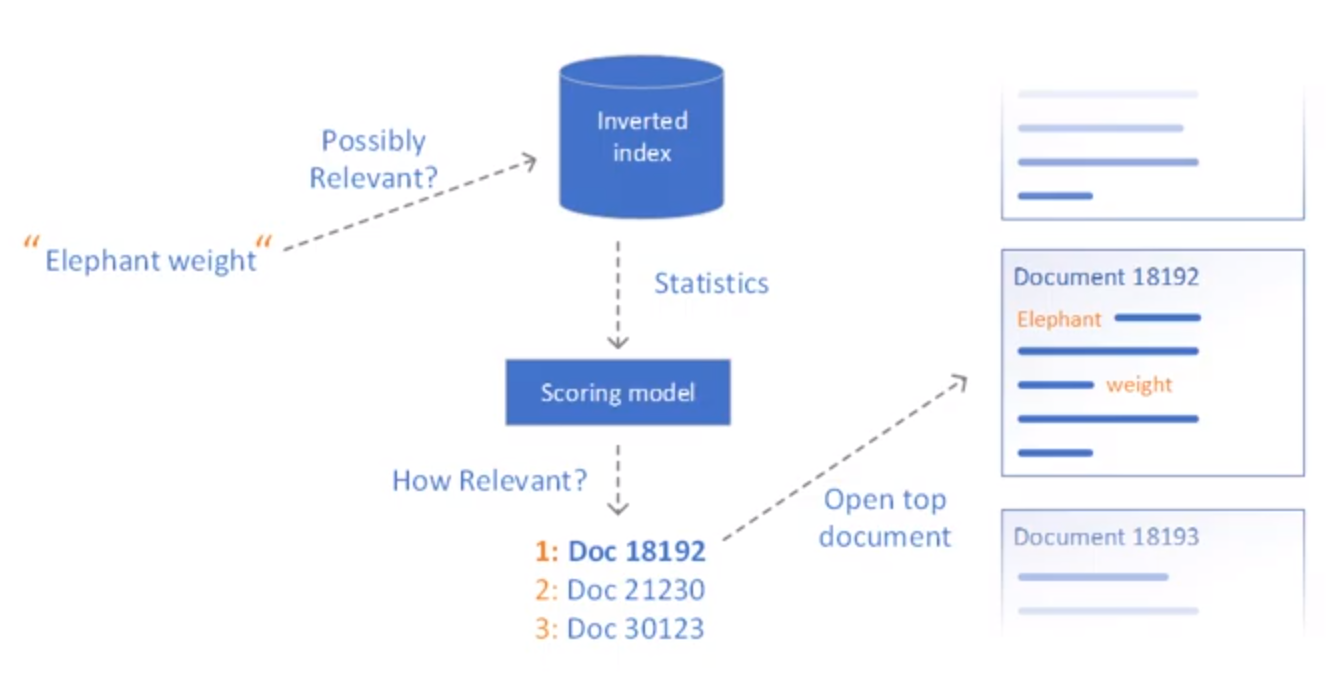 Inverted
index
Possibly
Relevant?
“Elephant weight“
Statistics
Scoring model
How Relevant?
1: Doc 18192
2: Doc 21230
3: Doc 30123
Open top
document
Document 18192
Elephant
weight
Document 18193